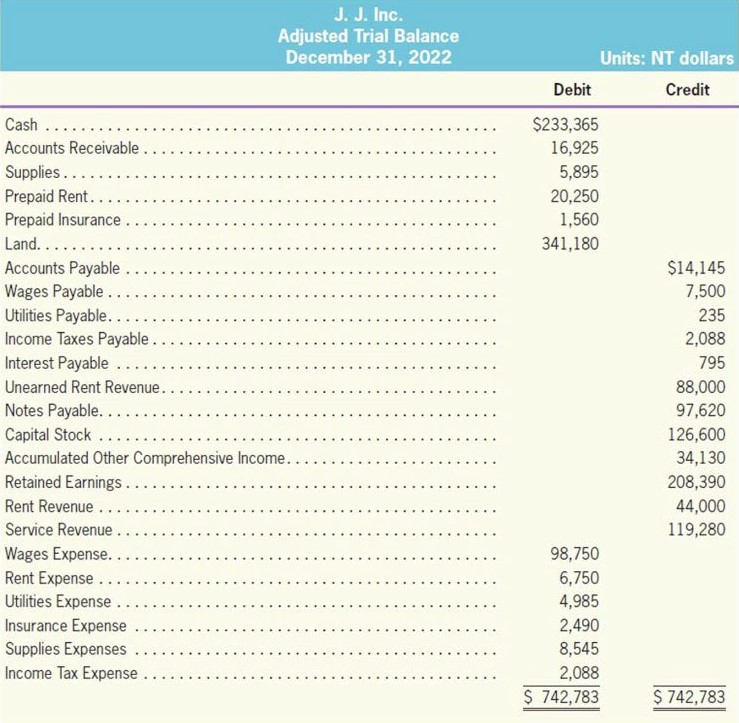 J. J. Inc.
Adjusted Trial Balance
December 31, 2022 Units: NT dollars
Debit Credit
Cash $233,365
Accounts Receivable 16,925
Supplies 5,895
Prepaid Rent 20,250
Prepaid Insurance 1,560
Land 341,180
Accounts Payable $14,145
Wages Payable 7,500
Utilities Payable 235
Income Taxes Payable 2,088
Interest Payable 795
Unearned Rent Revenue 88,000
Notes Payable 97,620
Capital Stock 126,600
Accumulated Other Comprehensive Income 34,130
Retained Earnings 208,390
Rent Revenue 44,000
Service Revenue 119,280
Wages Expense 98,750
Rent Expense 6,750
Utilities Expense 4,985
Insurance Expense 2,490
Supplies Expenses 8,545
Income Tax Expense 2,088
$ 742,783 $ 742,783